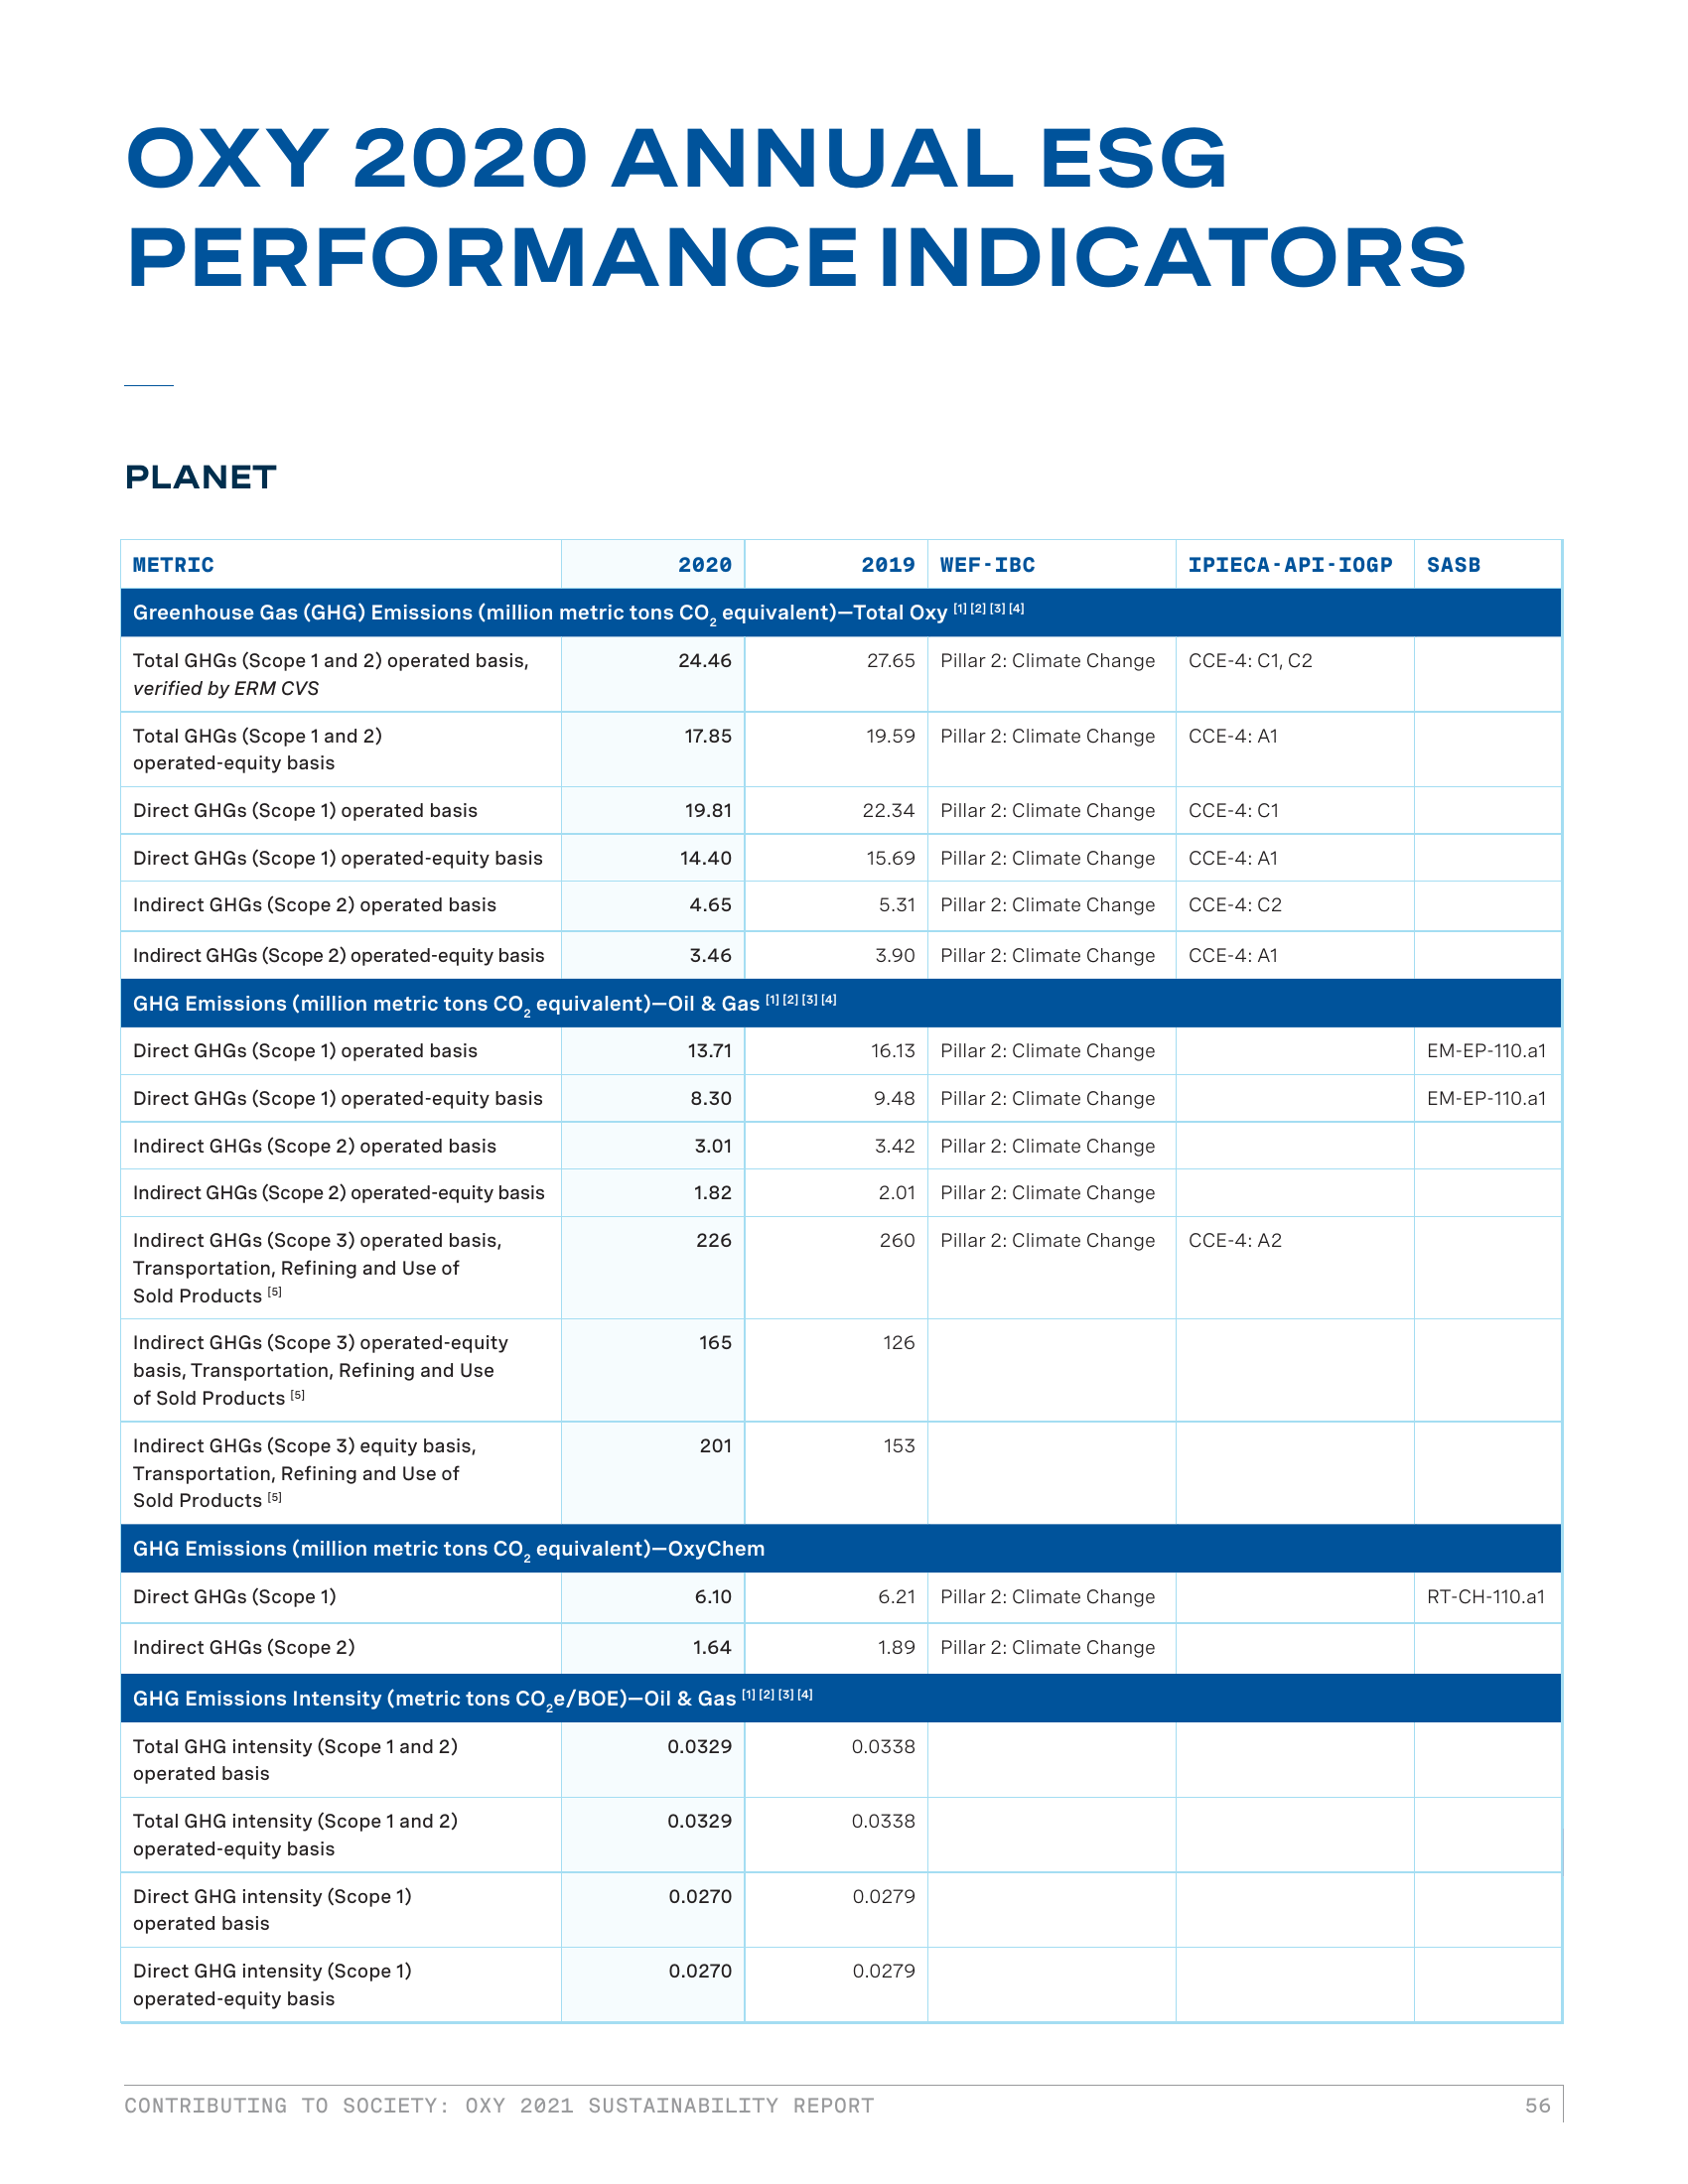 OXY 2020 ANNUAL ESG
PERFORMANCE INDICATORS
PLANET
METRIC 2020 2019 WEF-IBC IPIECA-API-IOGP SASB
Greenhouse Gas (GHG) Emissions (million metric tons CO2 equivalent)—Total Oxy [1] [2] [3] [4]
Total GHGs (Scope 1 and 2) operated basis, 24.46 27.65 Pillar 2: Climate Change CCE-4: C1, C2
verified by ERM CVS
Total GHGs (Scope 1 and 2) 17.85 19.59 Pillar 2: Climate Change CCE-4: A1
operated-equity basis
Direct GHGs (Scope 1) operated basis 19.81 22.34 Pillar 2: Climate Change CCE-4: C1
Direct GHGs (Scope 1) operated-equity basis 14.40 15.69 Pillar 2: Climate Change CCE-4: A1
Indirect GHGs (Scope 2) operated basis 4.65 5.31 Pillar 2: Climate Change CCE-4: C2
Indirect GHGs (Scope 2) operated-equity basis 3.46 3.90 Pillar 2: Climate Change CCE-4: A1
GHG Emissions (million metric tons CO2 equivalent)—Oil & Gas [1] [2] [3] [4]
Direct GHGs (Scope 1) operated basis 13.71 16.13 Pillar 2: Climate Change EM-EP-110.a1
Direct GHGs (Scope 1) operated-equity basis 8.30 9.48 Pillar 2: Climate Change EM-EP-110.a1
Indirect GHGs (Scope 2) operated basis 3.01 3.42 Pillar 2: Climate Change
Indirect GHGs (Scope 2) operated-equity basis 1.82 2.01 Pillar 2: Climate Change
Indirect GHGs (Scope 3) operated basis, 226 260 Pillar 2: Climate Change CCE-4: A2
Transportation, Refining and Use of
Sold Products [5]
Indirect GHGs (Scope 3) operated-equity 165 126
basis, Transportation, Refining and Use
of Sold Products [5]
Indirect GHGs (Scope 3) equity basis, 201 153
Transportation, Refining and Use of
Sold Products [5]
GHG Emissions (million metric tons CO2 equivalent)—OxyChem
Direct GHGs (Scope 1) 6.10 6.21 Pillar 2: Climate Change RT-CH-110.a1
Indirect GHGs (Scope 2) 1.64 1.89 Pillar 2: Climate Change
GHG Emissions Intensity (metric tons CO2e/BOE)—Oil & Gas [1] [2] [3] [4]
Total GHG intensity (Scope 1 and 2) 0.0329 0.0338
operated basis
Total GHG intensity (Scope 1 and 2) 0.0329 0.0338
operated-equity basis
Direct GHG intensity (Scope 1) 0.0270 0.0279
operated basis
Direct GHG intensity (Scope 1) 0.0270 0.0279
operated-equity basis
CONTRIBUTING TO SOCIETY: OXY 2021 SUSTAINABILITY REPORT 56